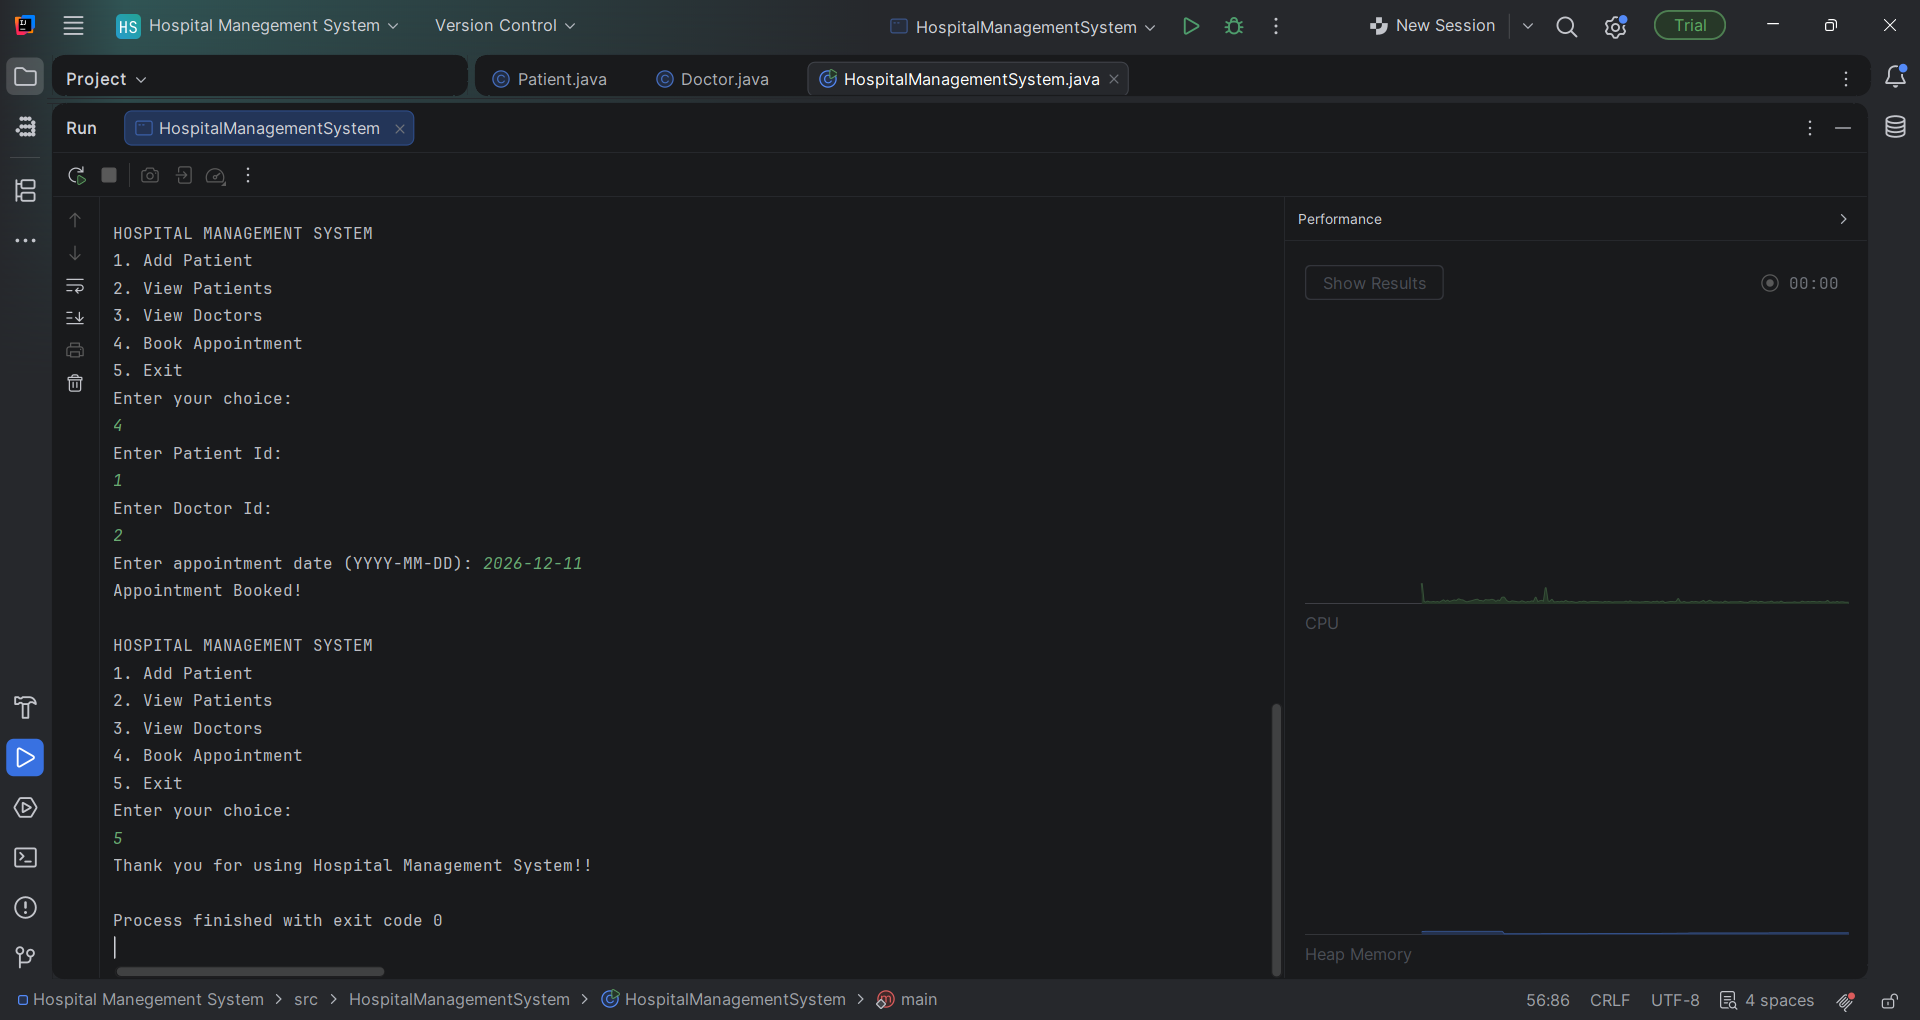 HS Hospital Manegement System Version Control HospitalManagementSystem New Session Trial
Project Patient.java Doctor.java HospitalManagementSystem.java
Run HospitalManagementSystem
Performance
Show Results 00:00
HOSPITAL MANAGEMENT SYSTEM
1. Add Patient
2. View Patients
3. View Doctors
4. Book Appointment
5. Exit
Enter your choice:
4
Enter Patient Id:
1
Enter Doctor Id:
2
Enter appointment date (YYYY-MM-DD): 2026-12-11
Appointment Booked!
HOSPITAL MANAGEMENT SYSTEM
1. Add Patient
2. View Patients
3. View Doctors
4. Book Appointment
5. Exit
Enter your choice:
5
Thank you for using Hospital Management System!!
Process finished with exit code 0
CPU
Heap Memory
Hospital Manegement System > src > HospitalManagementSystem > HospitalManagementSystem > main 56:86 CRLF UTF-8 4 spaces